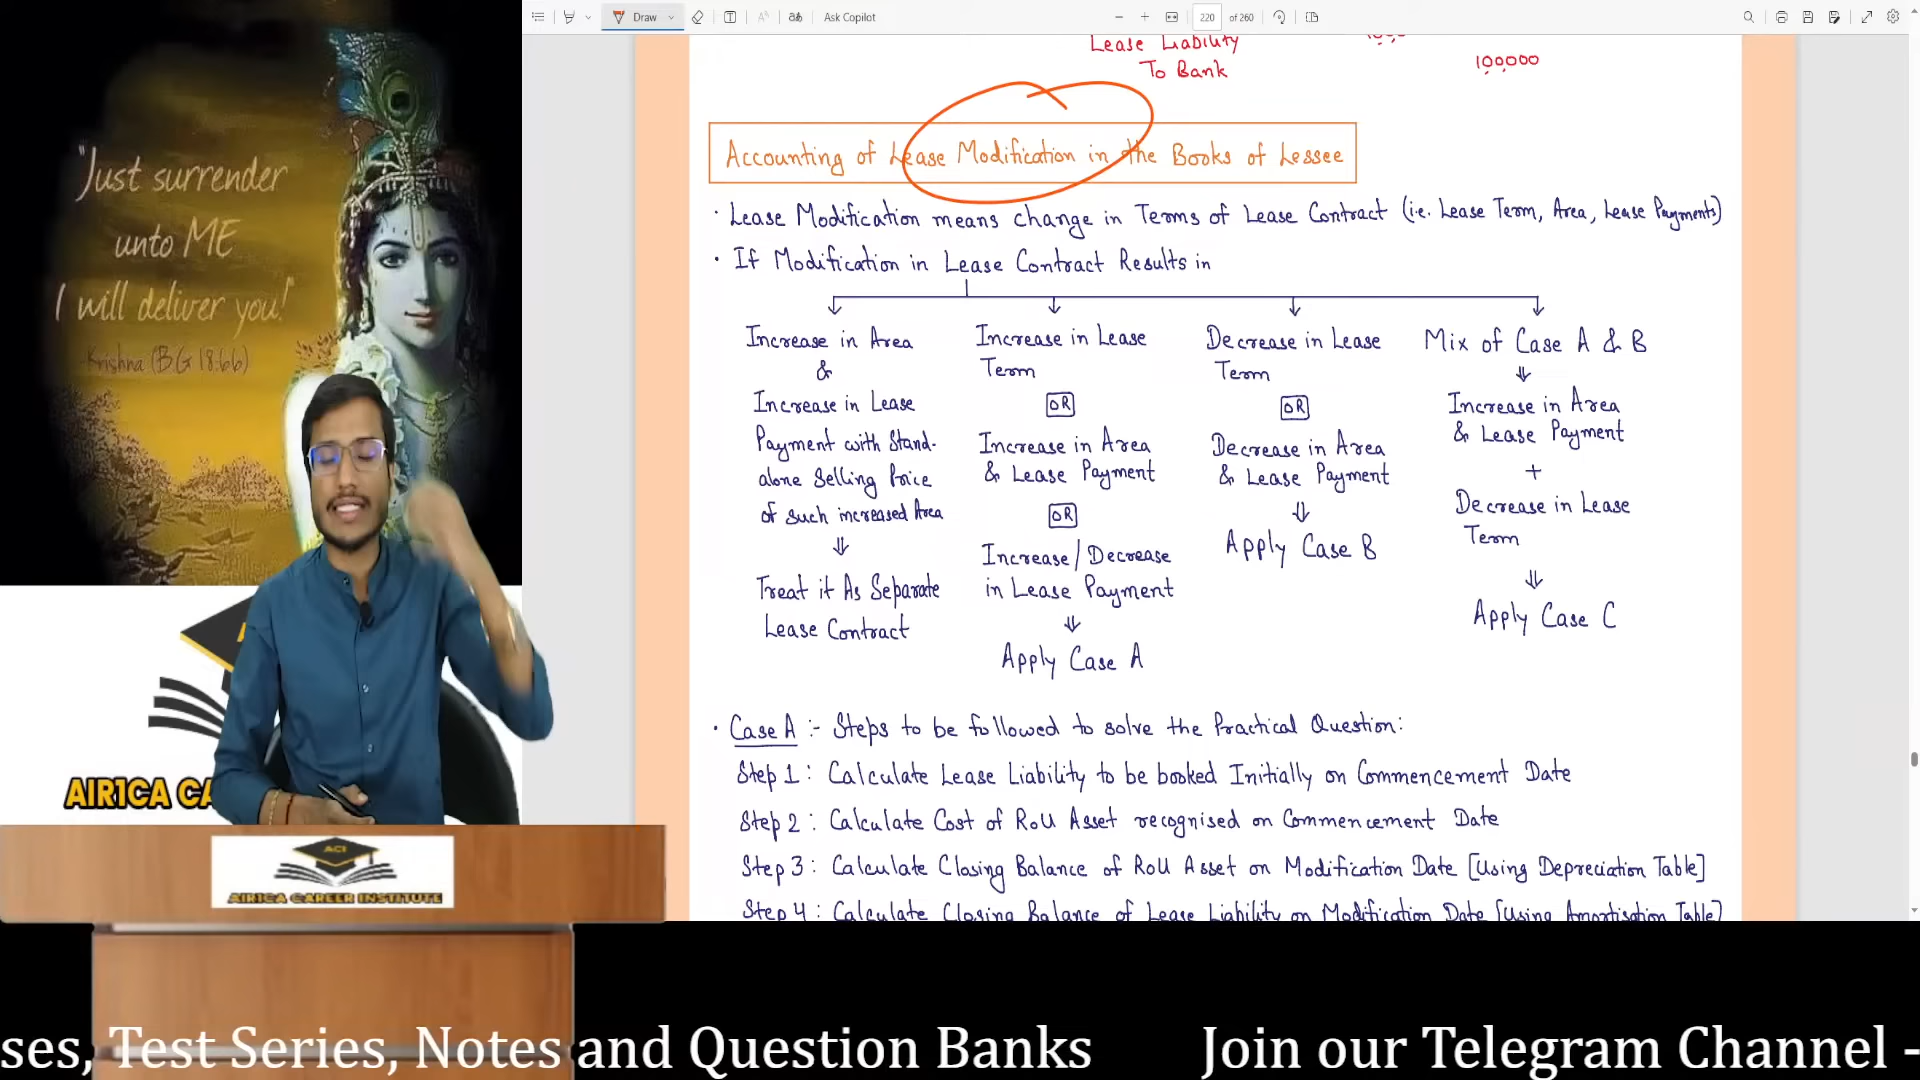 Draw
Ask Copilot
220
of 260
Lease Liability
To Bank
100000
"Just surrender
unto ME
I will deliver you!"
-Krishna (B.G 18:66)
Accounting of Lease Modification in the Books of Lessee
· Lease Modification means change in Terms of Lease Contract (i.e. Lease Term, Area, Lease Payments)
· If Modification in Lease Contract Results in
Increase in Area
&
Increase in Lease
Payment with Stand-
alone Selling Price
of such increased Area
Treat it As Separate
Lease Contract
Increase in Lease
Term
OR
Increase in Area
& Lease Payment
OR
Increase/Decrease
in Lease Payment
Apply Case A
Decrease in Lease
Term
OR
Decrease in Area
& Lease Payment
Apply Case B
Mix of Case A & B
Increase in Area
& Lease Payment
+
Decrease in Lease
Term
Apply Case C
· Case A :- Steps to be followed to solve the Practical Question:
Step 1 : Calculate Lease Liability to be booked Initially on Commencement Date
Step 2 : Calculate Cost of RoU Asset recognised on Commencement Date
Step 3 : Calculate Closing Balance of RoU Asset on Modification Date [Using Depreciation Table]
Step 4 : Calculate Closing Balance of Lease Liability on Modification Date [Using Amortisation Table]
AIR1CA CA
ACI
AIR1CA CAREER INSTITUTE
ses, Test Series, Notes and Question Banks
Join our Telegram Channel -